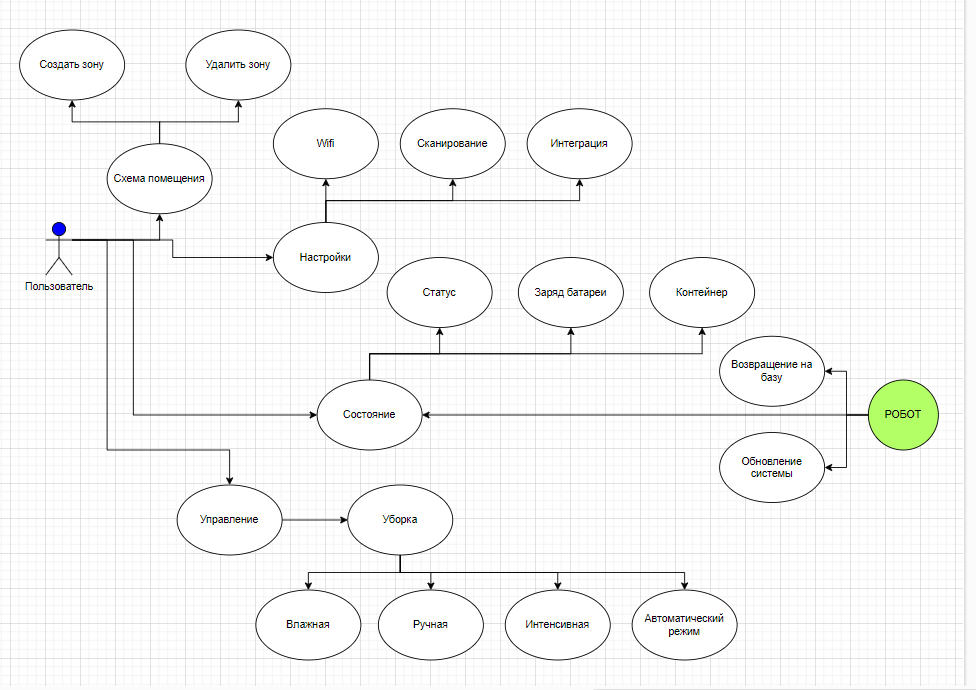 Создать зону
Удалить зону
Wifi
Сканирование
Интеграция
Схема помещения
Пользователь
Настройки
Статус
Заряд батареи
Контейнер
Возвращение на
базу
Состояние
РОБОТ
Обновление
системы
Управление
Уборка
Влажная
Ручная
Интенсивная
Автоматический
режим